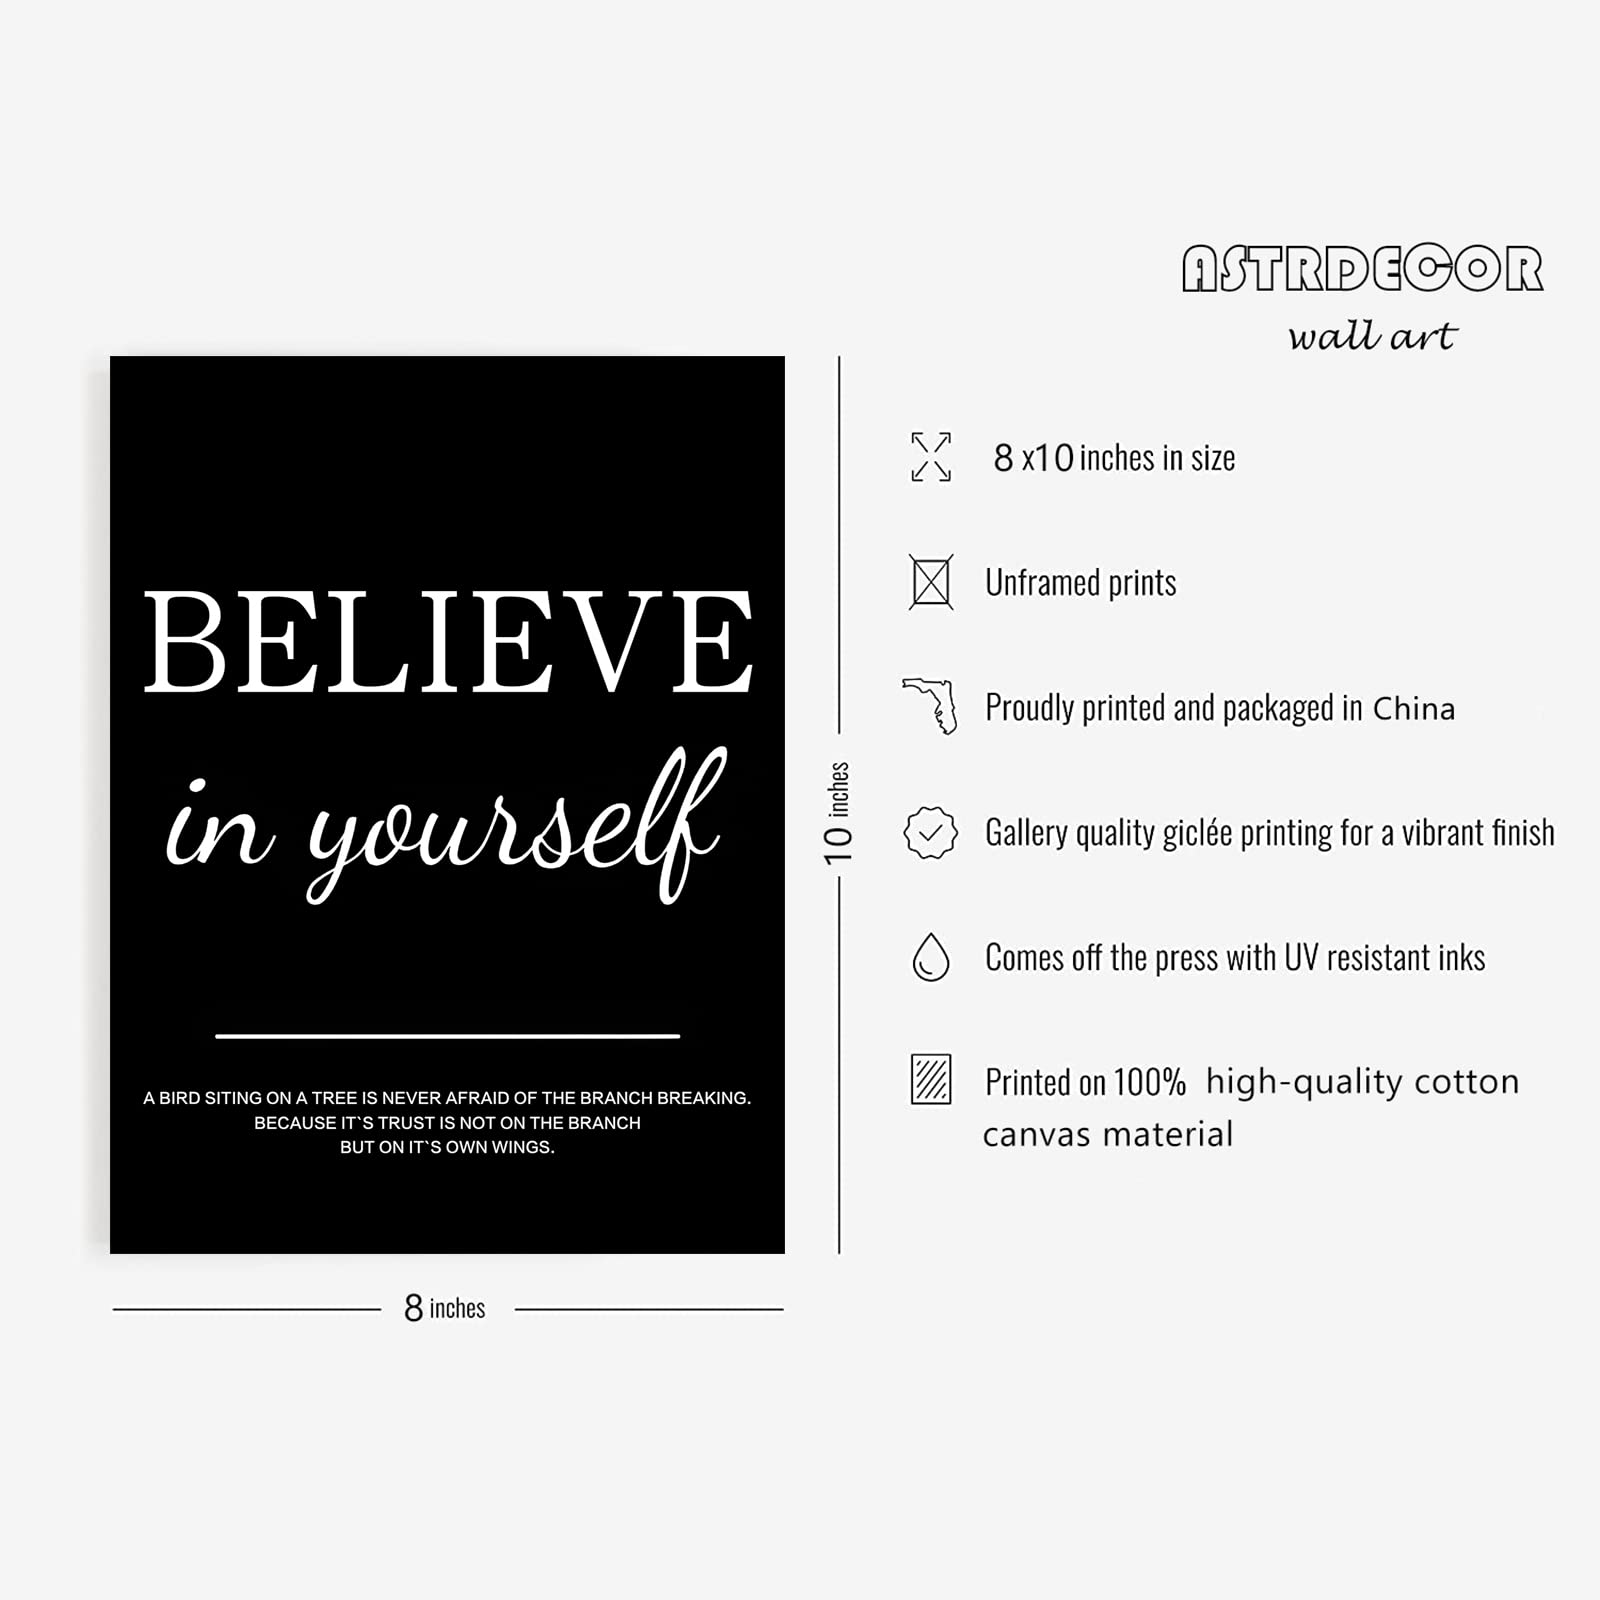 ASTRDECOR
wall art
BELIEVE
in yourself
A BIRD SITING ON A TREE IS NEVER AFRAID OF THE BRANCH BREAKING.
BECAUSE IT`S TRUST IS NOT ON THE BRANCH
BUT ON IT`S OWN WINGS.
8 inches
10 inches
8 x10 inches in size
Unframed prints
Proudly printed and packaged in China
Gallery quality giclée printing for a vibrant finish
Comes off the press with UV resistant inks
Printed on 100% high-quality cotton
canvas material